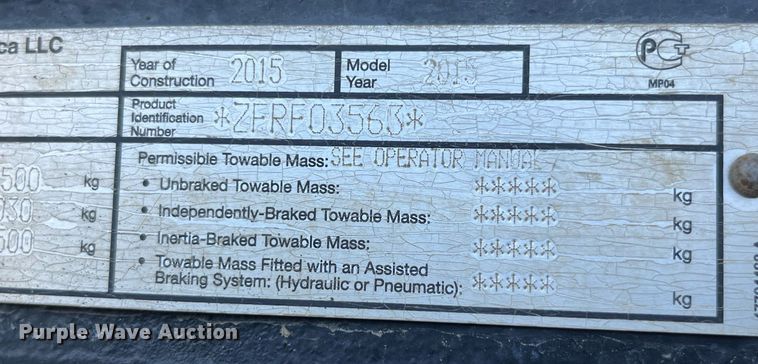 ca LLC
Year of Construction 2015 Model Year 2015
PCT
MP04
Product Identification Number *ZFRF03563*
Permissible Towable Mass: SEE OPERATOR MANUAL
500 kg • Unbraked Towable Mass: ***** kg
030 kg • Independently-Braked Towable Mass: ***** kg
500 kg • Inertia-Braked Towable Mass: ***** kg
• Towable Mass Fitted with an Assisted
Braking System: (Hydraulic or Pneumatic): ***** kg
Purple Wave Auction